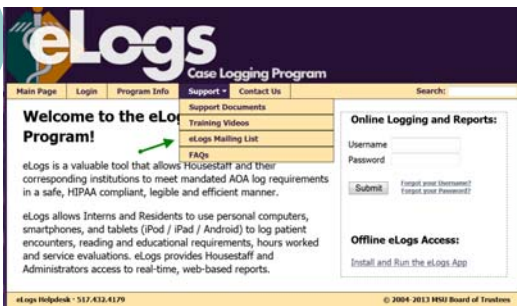 eLogs
Case Logging Program
Main Page Login Program Info Support Contact Us Search:
Support Documents
Training Videos
eLogs Mailing List
FAQs
Welcome to the eLo
Program!
eLogs is a valuable tool that allows Housestaff and their
corresponding institutions to meet mandated AOA log requirements
in a safe, HIPAA compliant, legible and efficient manner.
eLogs allows Interns and Residents to use personal computers,
smartphones, and tablets (iPod / iPad / Android) to log patient
encounters, reading and educational requirements, hours worked
and service evaluations. eLogs provides Housestaff and
Administrators access to real-time, web-based reports.
Online Logging and Reports:
Username
Password
Submit
Forgot your Username?
Forgot your Password?
Offline eLogs Access:
Install and Run the eLogs App
eLogs Helpdesk · 517.432.4179
© 2004-2013 MSU Board of Trustees